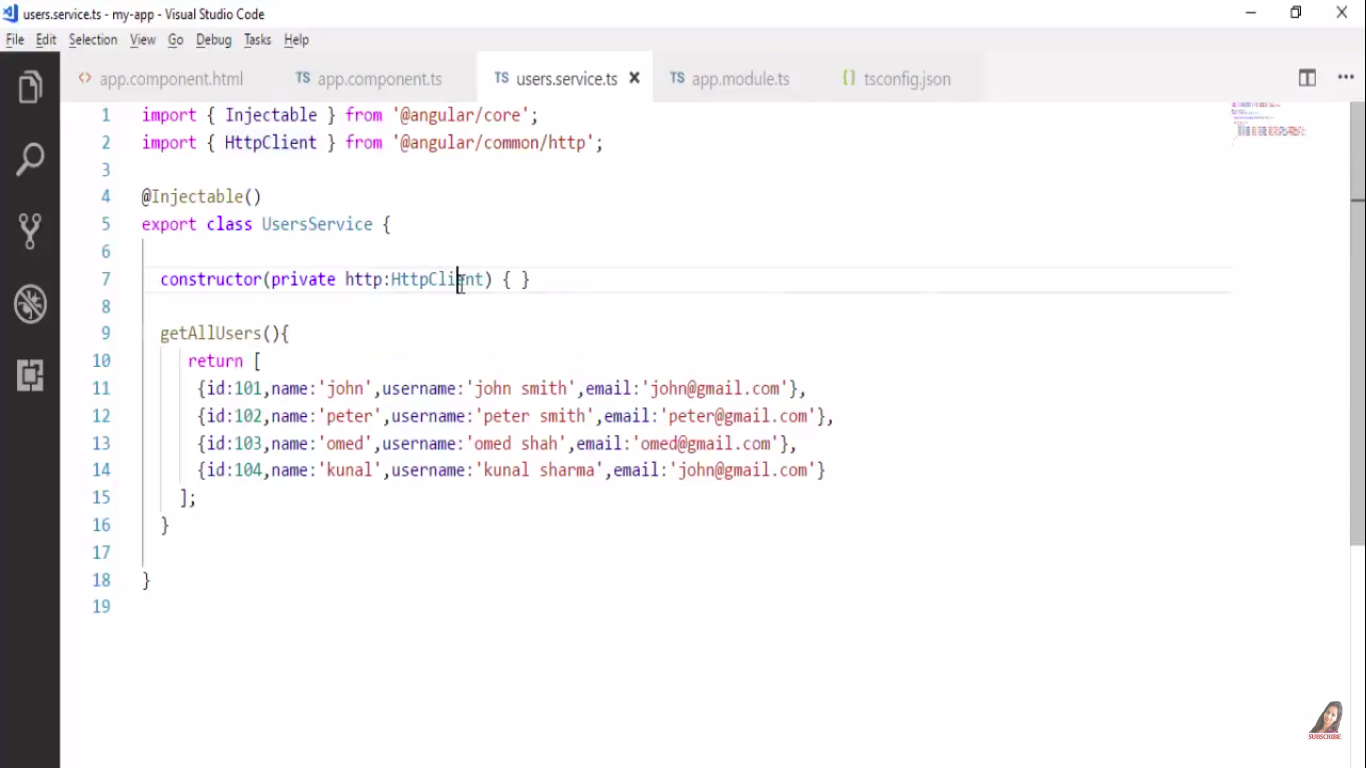 users.service.ts - my-app - Visual Studio Code
File Edit Selection View Go Debug Tasks Help
<> app.component.html TS app.component.ts TS users.service.ts × TS app.module.ts {} tsconfig.json
1 import { Injectable } from '@angular/core';
2 import { HttpClient } from '@angular/common/http';
3
4 @Injectable()
5 export class UsersService {
6
7 constructor(private http:HttpClient) { }
8
9 getAllUsers(){
10 return [
11 {id:101,name:'john',username:'john smith',email:'john@gmail.com'},
12 {id:102,name:'peter',username:'peter smith',email:'peter@gmail.com'},
13 {id:103,name:'omed',username:'omed shah',email:'omed@gmail.com'},
14 {id:104,name:'kunal',username:'kunal sharma',email:'john@gmail.com'}
15 ];
16 }
17
18 }
19
SUBSCRIBE